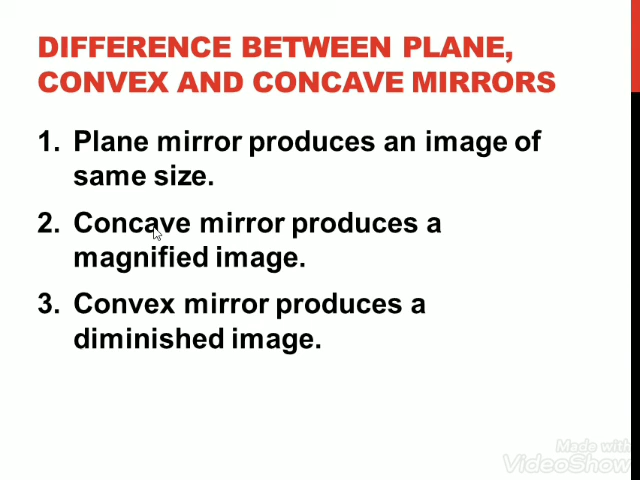 DIFFERENCE BETWEEN PLANE,
CONVEX AND CONCAVE MIRRORS
1. Plane mirror produces an image of
same size.
2. Concave mirror produces a
magnified image.
3. Convex mirror produces a
diminished image.
Made with
VideoShow